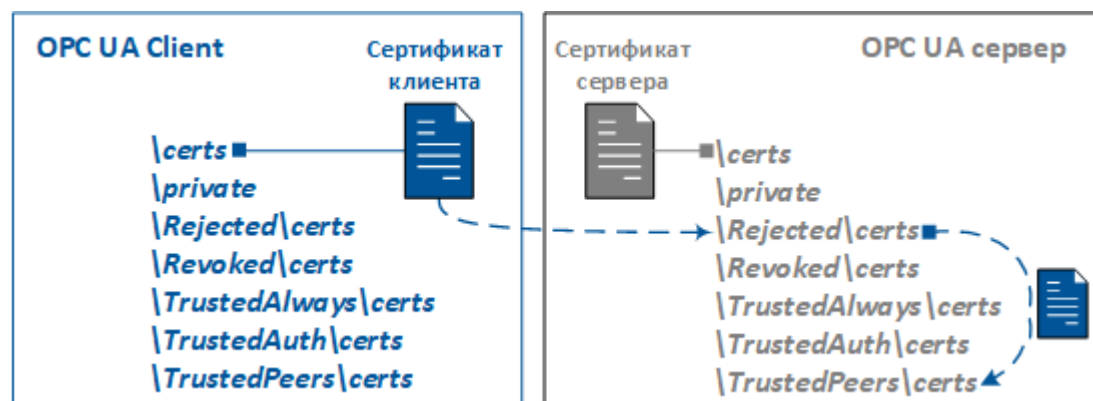 OPC UA Client
Сертификат
клиента
\certs
\private
\Rejected\certs
\Revoked\certs
\TrustedAlways\certs
\TrustedAuth\certs
\TrustedPeers\certs
Сертификат
сервера
OPC UA сервер
\certs
\private
\Rejected\certs
\Revoked\certs
\TrustedAlways\certs
\TrustedAuth\certs
\TrustedPeers\certs